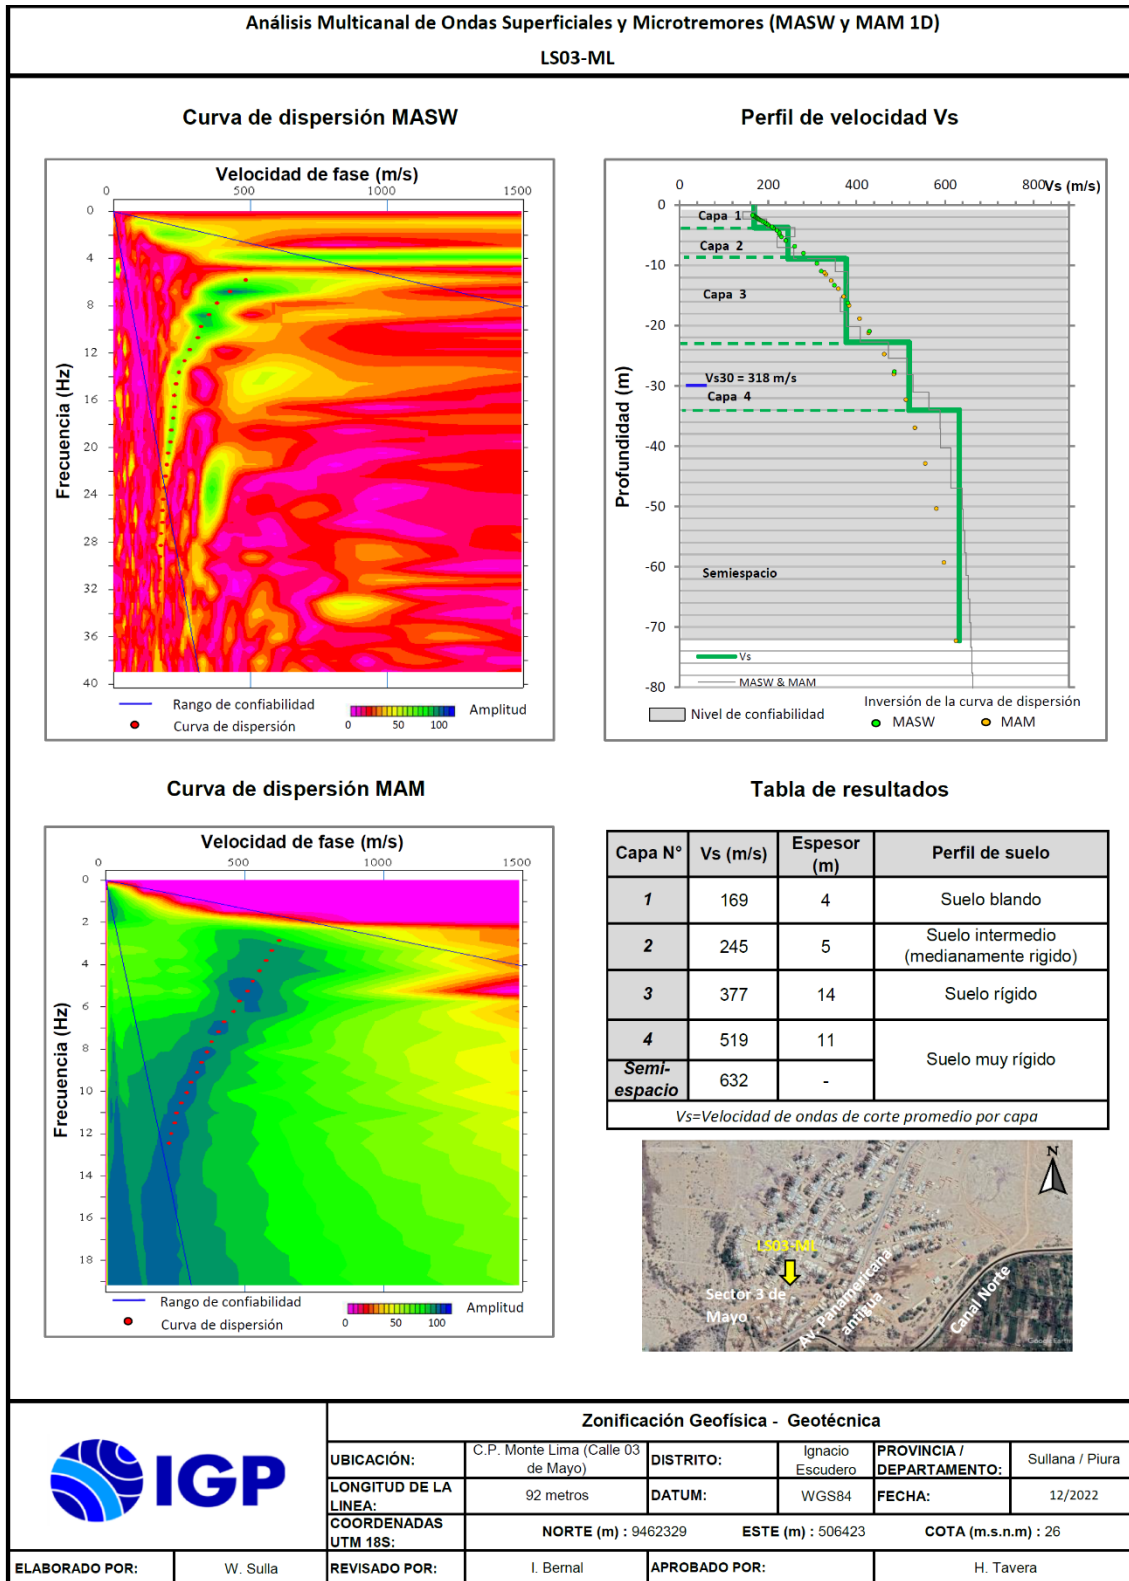 Análisis Multicanal de Ondas Superficiales y Microtremores (MASW y MAM 1D)
LS03-ML
Curva de dispersión MASW
Velocidad de fase (m/s)
0 500 1000 1500
Frecuencia (Hz)
0
4
8
12
16
20
24
28
32
36
40
Rango de confiabilidad
Curva de dispersión
Amplitud
0 50 100
Perfil de velocidad Vs
0 200 400 600 800 Vs (m/s)
Profundidad (m)
0
-10
-20
-30
-40
-50
-60
-70
-80
Capa 1
Capa 2
Capa 3
Vs30 = 318 m/s
Capa 4
Semiespacio
Vs
MASW & MAM
Nivel de confiabilidad
Inversión de la curva de dispersión
MASW MAM
Curva de dispersión MAM
Velocidad de fase (m/s)
0 500 1000 1500
Frecuencia (Hz)
0
2
4
6
8
10
12
14
16
18
Rango de confiabilidad
Curva de dispersión
Amplitud
0 50 100
Tabla de resultados
Capa N° Vs (m/s) Espesor (m) Perfil de suelo
1 169 4 Suelo blando
2 245 5 Suelo intermedio (medianamente rigido)
3 377 14 Suelo rígido
4 519 11 Suelo muy rígido
Semi-espacio 632 -
Vs=Velocidad de ondas de corte promedio por capa
N
LS03-ML
Sector 3 de Mayo
Av. Panamericana antigua
Canal Norte
Google Earth
IGP
Zonificación Geofísica - Geotécnica
UBICACIÓN: C.P. Monte Lima (Calle 03 de Mayo) DISTRITO: Ignacio Escudero PROVINCIA / DEPARTAMENTO: Sullana / Piura
LONGITUD DE LA LINEA: 92 metros DATUM: WGS84 FECHA: 12/2022
COORDENADAS UTM 18S: NORTE (m) : 9462329 ESTE (m) : 506423 COTA (m.s.n.m) : 26
ELABORADO POR: W. Sulla REVISADO POR: I. Bernal APROBADO POR: H. Tavera